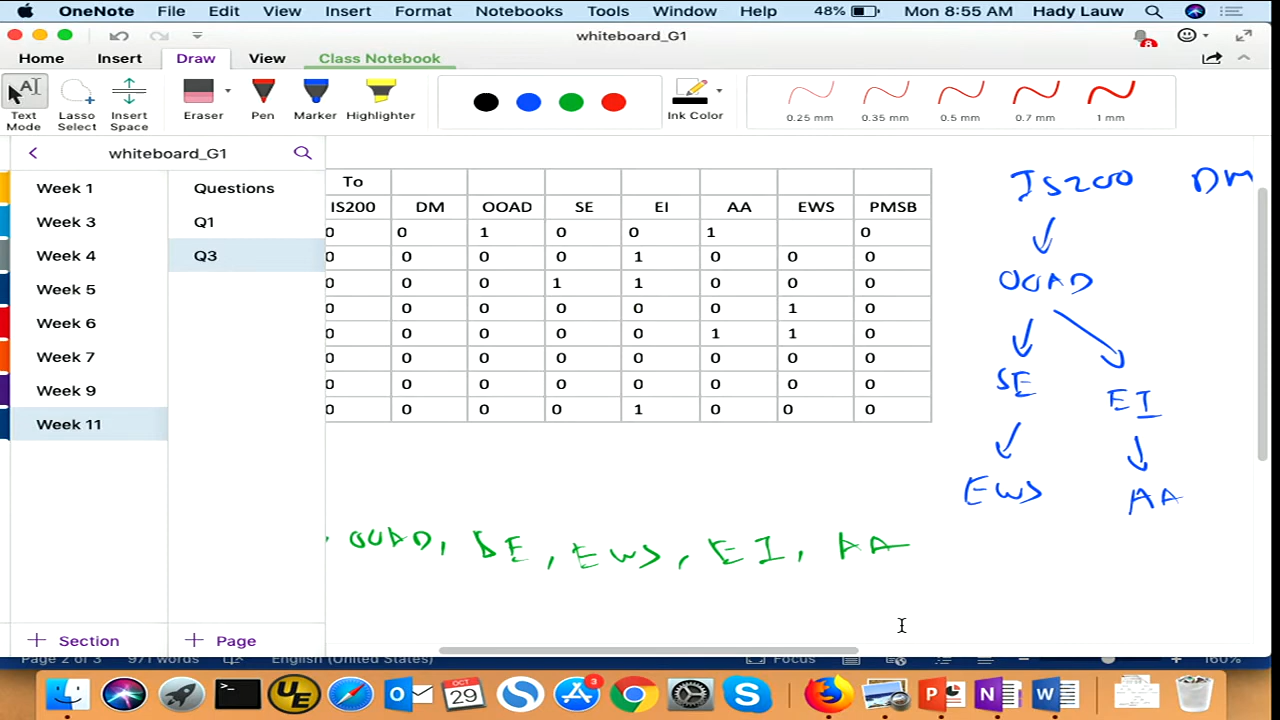 OneNote File Edit View Insert Format Notebooks Tools Window Help 48% Mon 8:55 AM Hady Lauw
whiteboard_G1
8
Home Insert Draw View Class Notebook
Text Mode
Lasso Select
Insert Space
Eraser
Pen
Marker
Highlighter
Ink Color
0.25 mm 0.35 mm 0.5 mm 0.7 mm 1 mm
whiteboard_G1
Week 1
Week 3
Week 4
Week 5
Week 6
Week 7
Week 9
Week 11
Questions
Q1
Q3
+ Section
+ Page
To
IS200 DM OOAD SE EI AA EWS PMSB
0 0 1 0 0 1 0
0 0 0 0 1 0 0 0
0 0 0 1 1 0 0 0
0 0 0 0 0 0 1 0
0 0 0 0 0 1 1 0
0 0 0 0 0 0 0 0
0 0 0 0 0 0 0 0
0 0 0 0 1 0 0 0
IS200 DM
OOAD
SE EI
EWS AA
OOAD, SE, EWS, EI, AA
Page 2 of 3 971 words English (United States) Focus 160%
OCT 29
UE
3